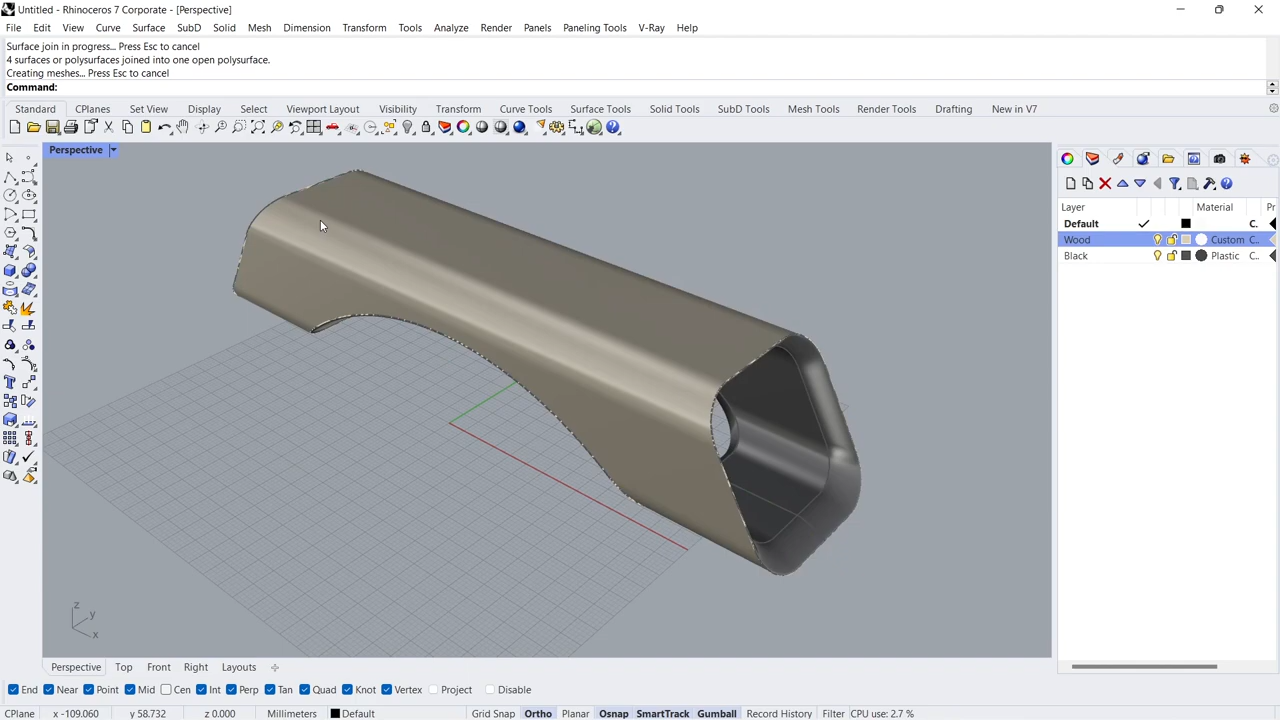 Untitled - Rhinoceros 7 Corporate - [Perspective]
File Edit View Curve Surface SubD Solid Mesh Dimension Transform Tools Analyze Render Panels Paneling Tools V-Ray Help
Surface join in progress... Press Esc to cancel
4 surfaces or polysurfaces joined into one open polysurface.
Creating meshes... Press Esc to cancel
Command:
Standard CPlanes Set View Display Select Viewport Layout Visibility Transform Curve Tools Surface Tools Solid Tools SubD Tools Mesh Tools Render Tools Drafting New in V7
Perspective
Layer Material Pr
Default C.
Wood Custom C..
Black Plastic C..
z
y
x
Perspective Top Front Right Layouts
End Near Point Mid Cen Int Perp Tan Quad Knot Vertex Project Disable
CPlane x -109.060 y 58.732 z 0.000 Millimeters Default Grid Snap Ortho Planar Osnap SmartTrack Gumball Record History Filter CPU use: 2.7 %